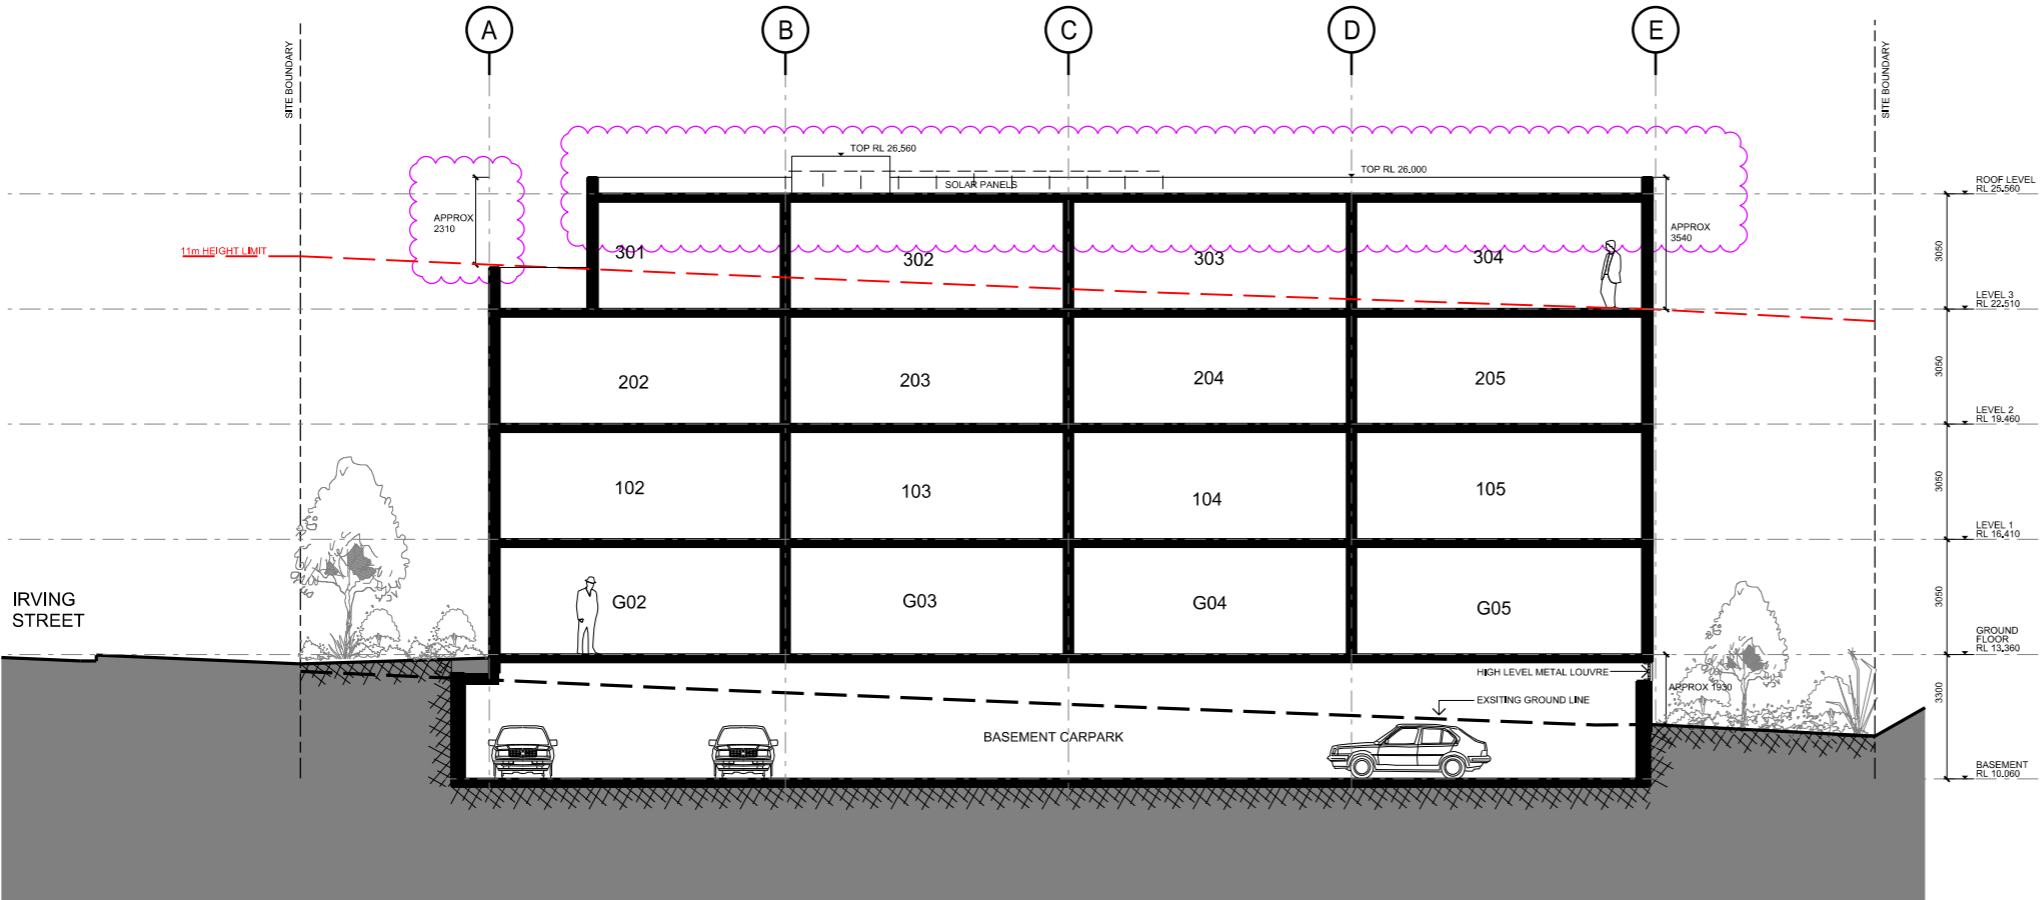 A
B
C
D
E
SITE BOUNDARY
SITE BOUNDARY
TOP RL 26.560
TOP RL 26.000
SOLAR PANELS
ROOF LEVEL
RL 25.560
APPROX
2310
APPROX
3540
11m HEIGHT LIMIT
301
302
303
304
3050
LEVEL 3
RL 22.510
202
203
204
205
3050
LEVEL 2
RL 19.460
102
103
104
105
3050
LEVEL 1
RL 16.410
IRVING
STREET
G02
G03
G04
G05
3050
GROUND
FLOOR
RL 13.360
HIGH LEVEL METAL LOUVRE
APPROX 1930
EXSITING GROUND LINE
3300
BASEMENT CARPARK
BASEMENT
RL 10.060